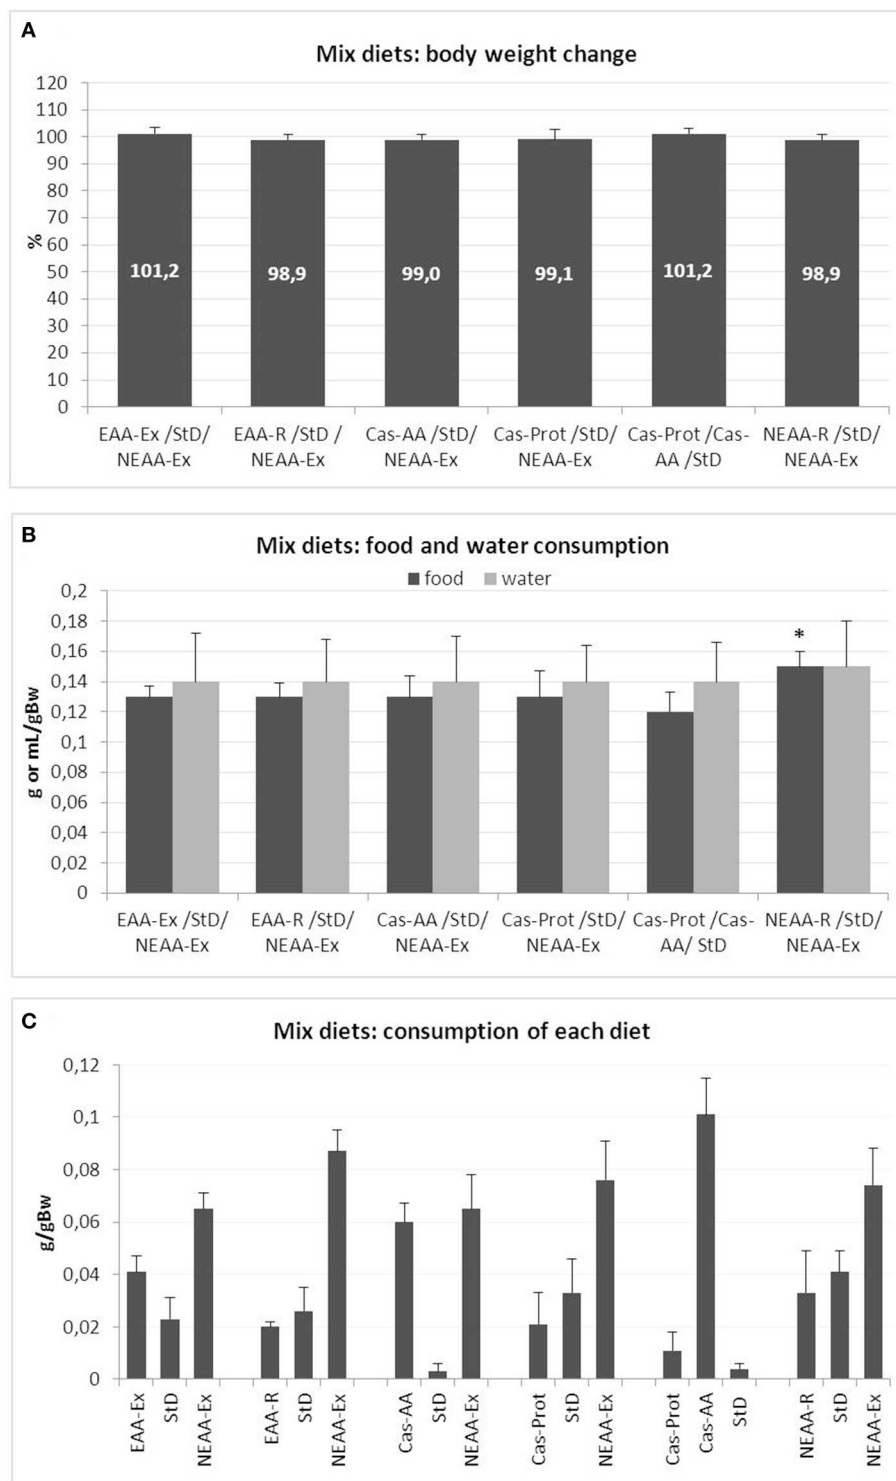 A
Mix diets: body weight change
120
110
100
90
80
70
60
50
40
30
20
10
0
%
101,2 98,9 99,0 99,1 101,2 98,9
EAA-Ex /StD/ EAA-R /StD / Cas-AA /StD/ Cas-Prot /StD/ Cas-Prot /Cas- NEAA-R /StD/
NEAA-Ex NEAA-Ex NEAA-Ex NEAA-Ex AA /StD NEAA-Ex
B
Mix diets: food and water consumption
food water
0,2
0,18
0,16
0,14
0,12
0,1
0,08
0,06
0,04
0,02
0
g or mL/gBw
*
EAA-Ex /StD/ EAA-R /StD/ Cas-AA /StD/ Cas-Prot /StD/ Cas-Prot /Cas- NEAA-R /StD/
NEAA-Ex NEAA-Ex NEAA-Ex NEAA-Ex AA/ StD NEAA-Ex
C
Mix diets: consumption of each diet
0,12
0,1
0,08
0,06
0,04
0,02
0
g/gBw
EAA-Ex
StD
NEAA-Ex
EAA-R
StD
NEAA-Ex
Cas-AA
StD
NEAA-Ex
Cas-Prot
StD
NEAA-Ex
Cas-Prot
Cas-AA
StD
NEAA-R
StD
NEAA-Ex